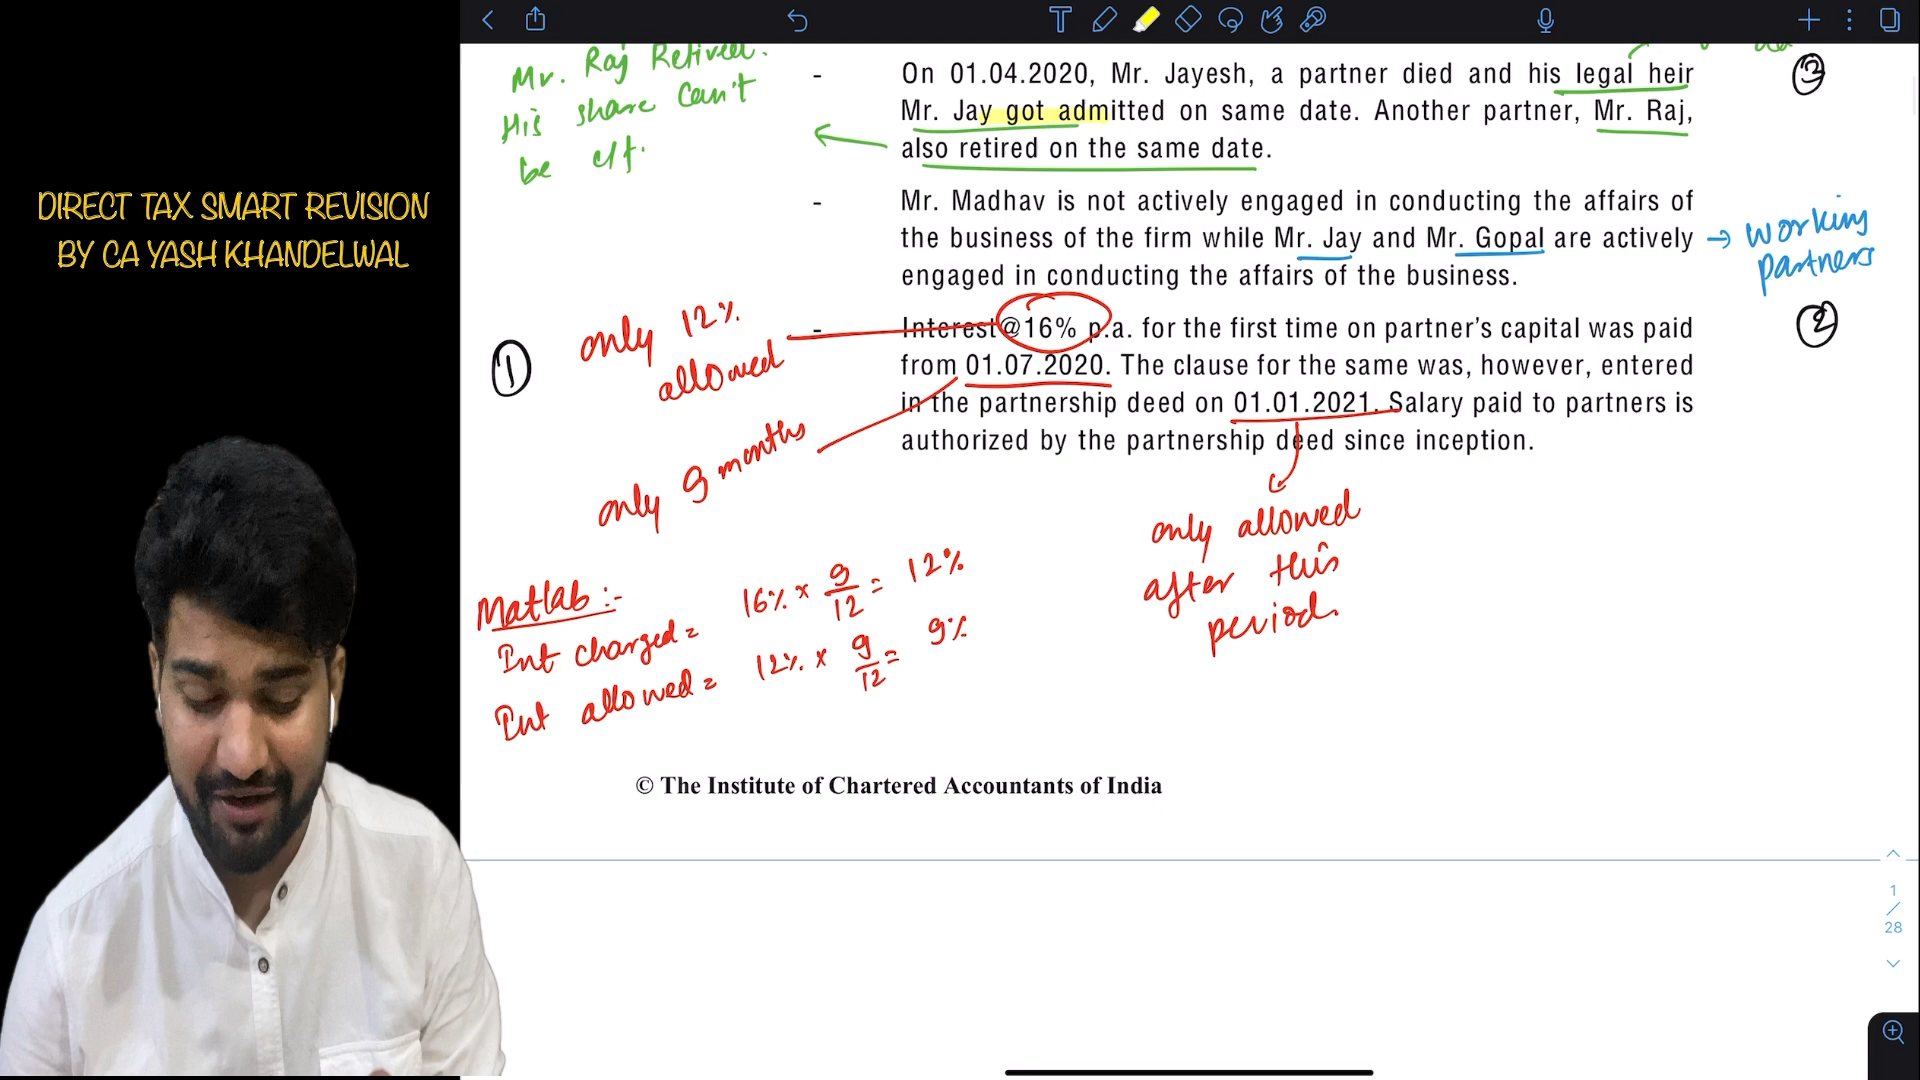 DIRECT TAX SMART REVISION
BY CA YASH KHANDELWAL
Mr. Raj Retired.
His share Can't
be c/f.
- On 01.04.2020, Mr. Jayesh, a partner died and his legal heir
Mr. Jay got admitted on same date. Another partner, Mr. Raj,
also retired on the same date.
3
- Mr. Madhav is not actively engaged in conducting the affairs of
the business of the firm while Mr. Jay and Mr. Gopal are actively
engaged in conducting the affairs of the business.
→ working
partners
2
- Interest @16% p.a. for the first time on partner's capital was paid
from 01.07.2020. The clause for the same was, however, entered
in the partnership deed on 01.01.2021. Salary paid to partners is
authorized by the partnership deed since inception.
1
only 12%
allowed
only 9 months
only allowed
after this
period.
Matlab:-
Int charged = 16% × 9/12 = 12%
Int allowed = 12% × 9/12 = 9%
© The Institute of Chartered Accountants of India
1
/
28